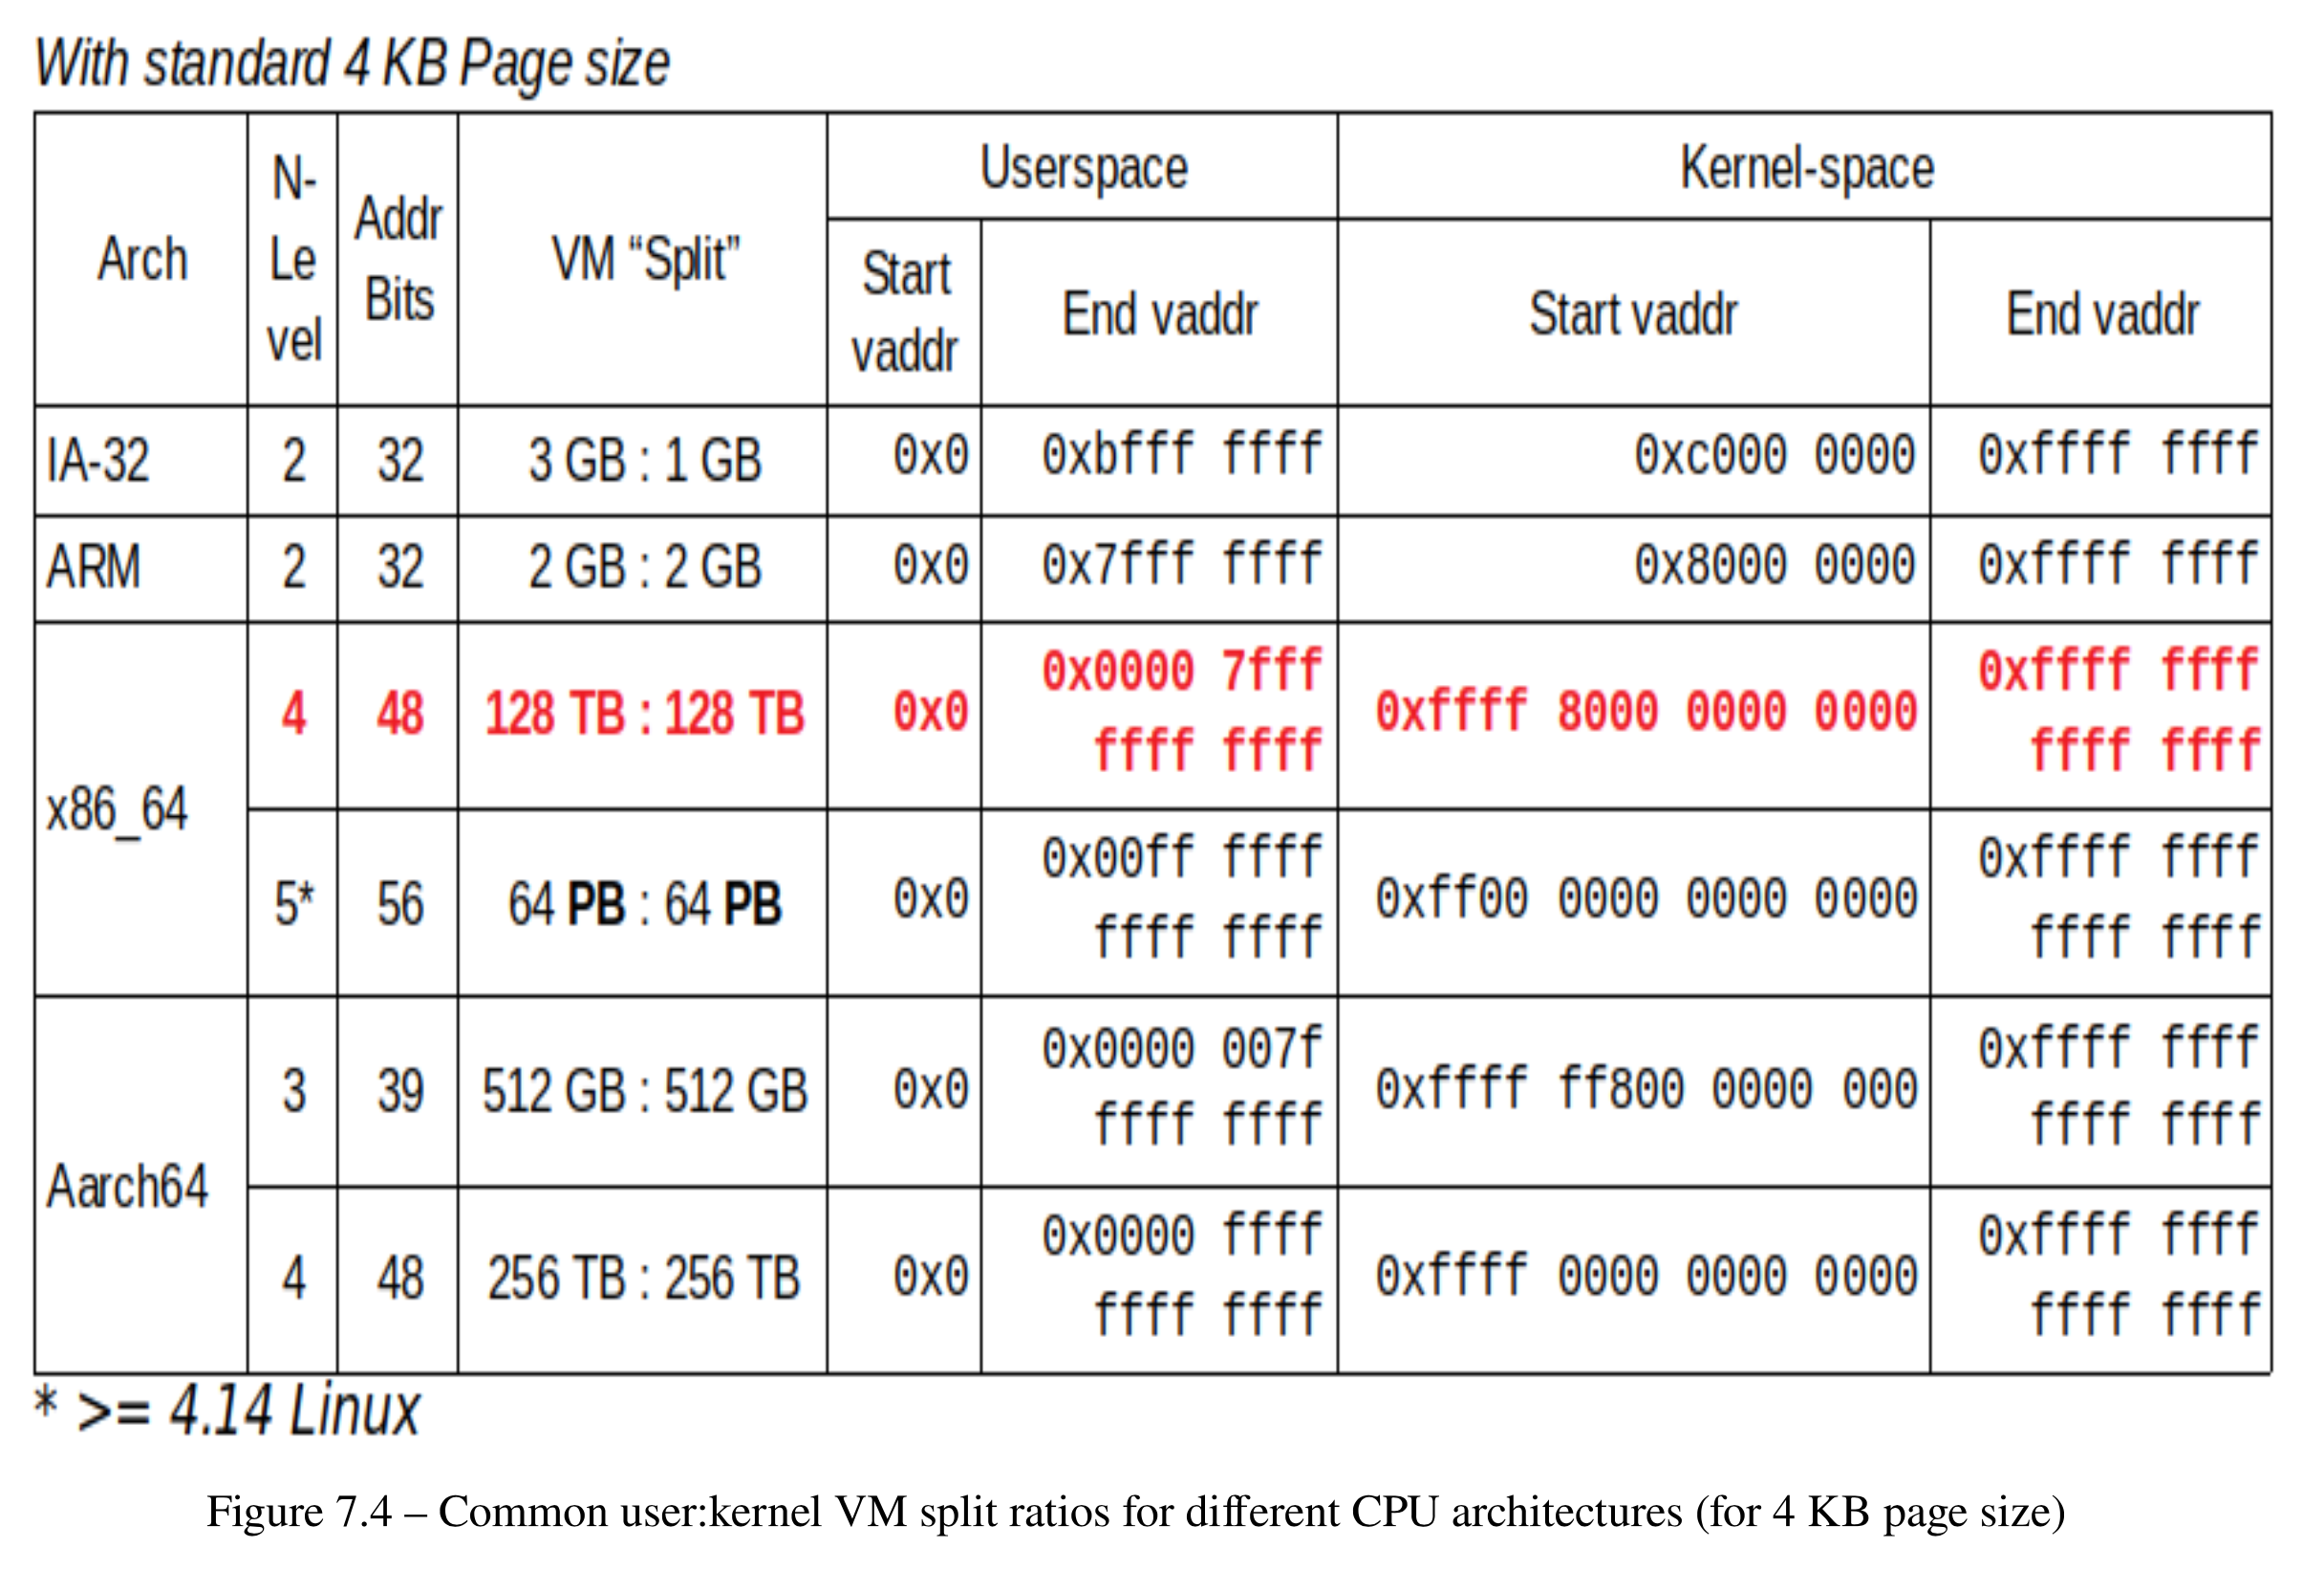 With standard 4 KB Page size
Arch
N-
Le
vel
Addr
Bits
VM “Split”
Userspace
Kernel-space
Start
vaddr
End vaddr
Start vaddr
End vaddr
IA-32 2 32 3 GB : 1 GB 0x0 0xbfff ffff 0xc000 0000 0xffff ffff
ARM 2 32 2 GB : 2 GB 0x0 0x7fff ffff 0x8000 0000 0xffff ffff
x86_64
4 48 128 TB : 128 TB 0x0
0x0000 7fff
ffff ffff
0xffff 8000 0000 0000
0xffff ffff
ffff ffff
5* 56 64 PB : 64 PB 0x0
0x00ff ffff
ffff ffff
0xff00 0000 0000 0000
0xffff ffff
ffff ffff
Aarch64
3 39 512 GB : 512 GB 0x0
0x0000 007f
ffff ffff
0xffff ff800 0000 000
0xffff ffff
ffff ffff
4 48 256 TB : 256 TB 0x0
0x0000 ffff
ffff ffff
0xffff 0000 0000 0000
0xffff ffff
ffff ffff
* >= 4.14 Linux
Figure 7.4 – Common user:kernel VM split ratios for different CPU architectures (for 4 KB page size)